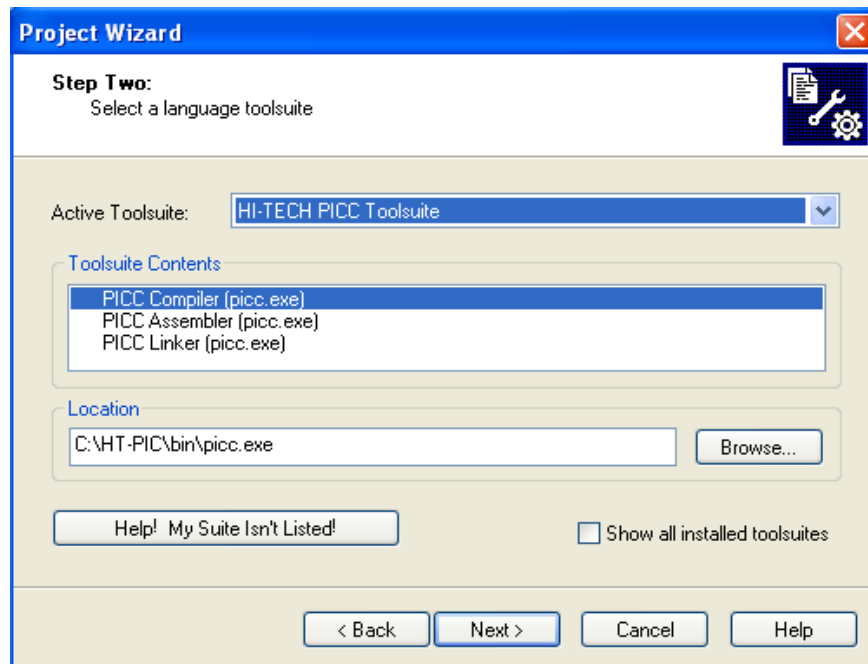 Project Wizard
Step Two:
Select a language toolsuite
Active Toolsuite: HI-TECH PICC Toolsuite
Toolsuite Contents
PICC Compiler (picc.exe)
PICC Assembler (picc.exe)
PICC Linker (picc.exe)
Location
C:\HT-PIC\bin\picc.exe Browse...
Help! My Suite Isn't Listed! Show all installed toolsuites
< Back Next > Cancel Help